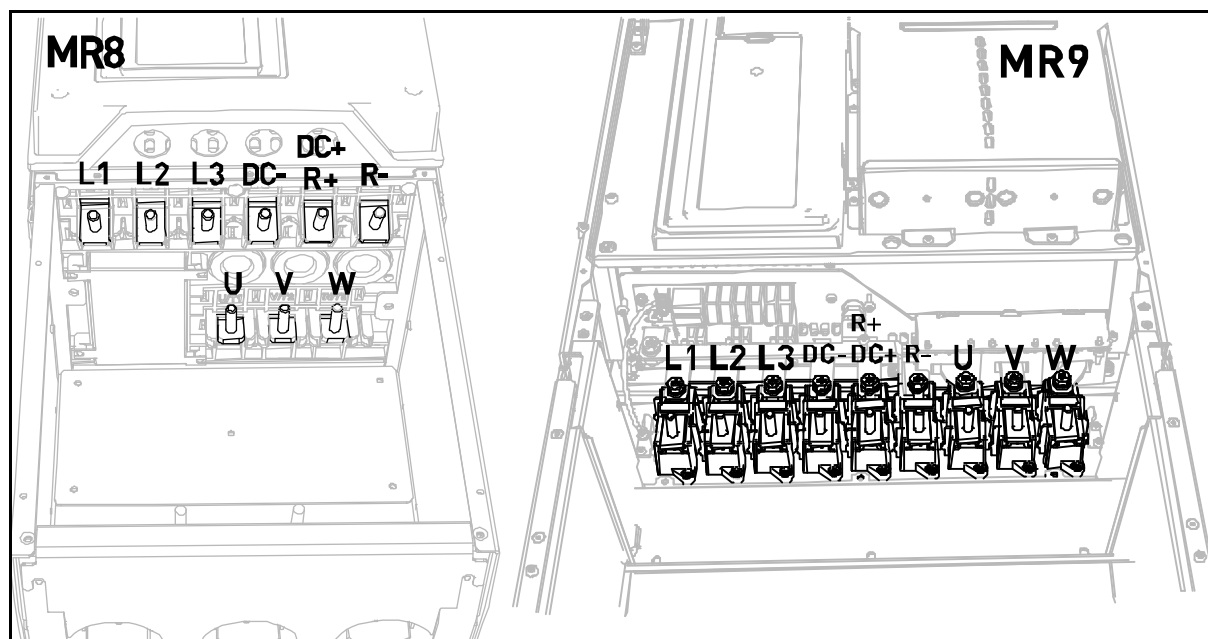 MR8
DC+
L1 L2 L3 DC- R+ R-
U V W
MR9
R+
L1 L2 L3 DC- DC+ R- U V W